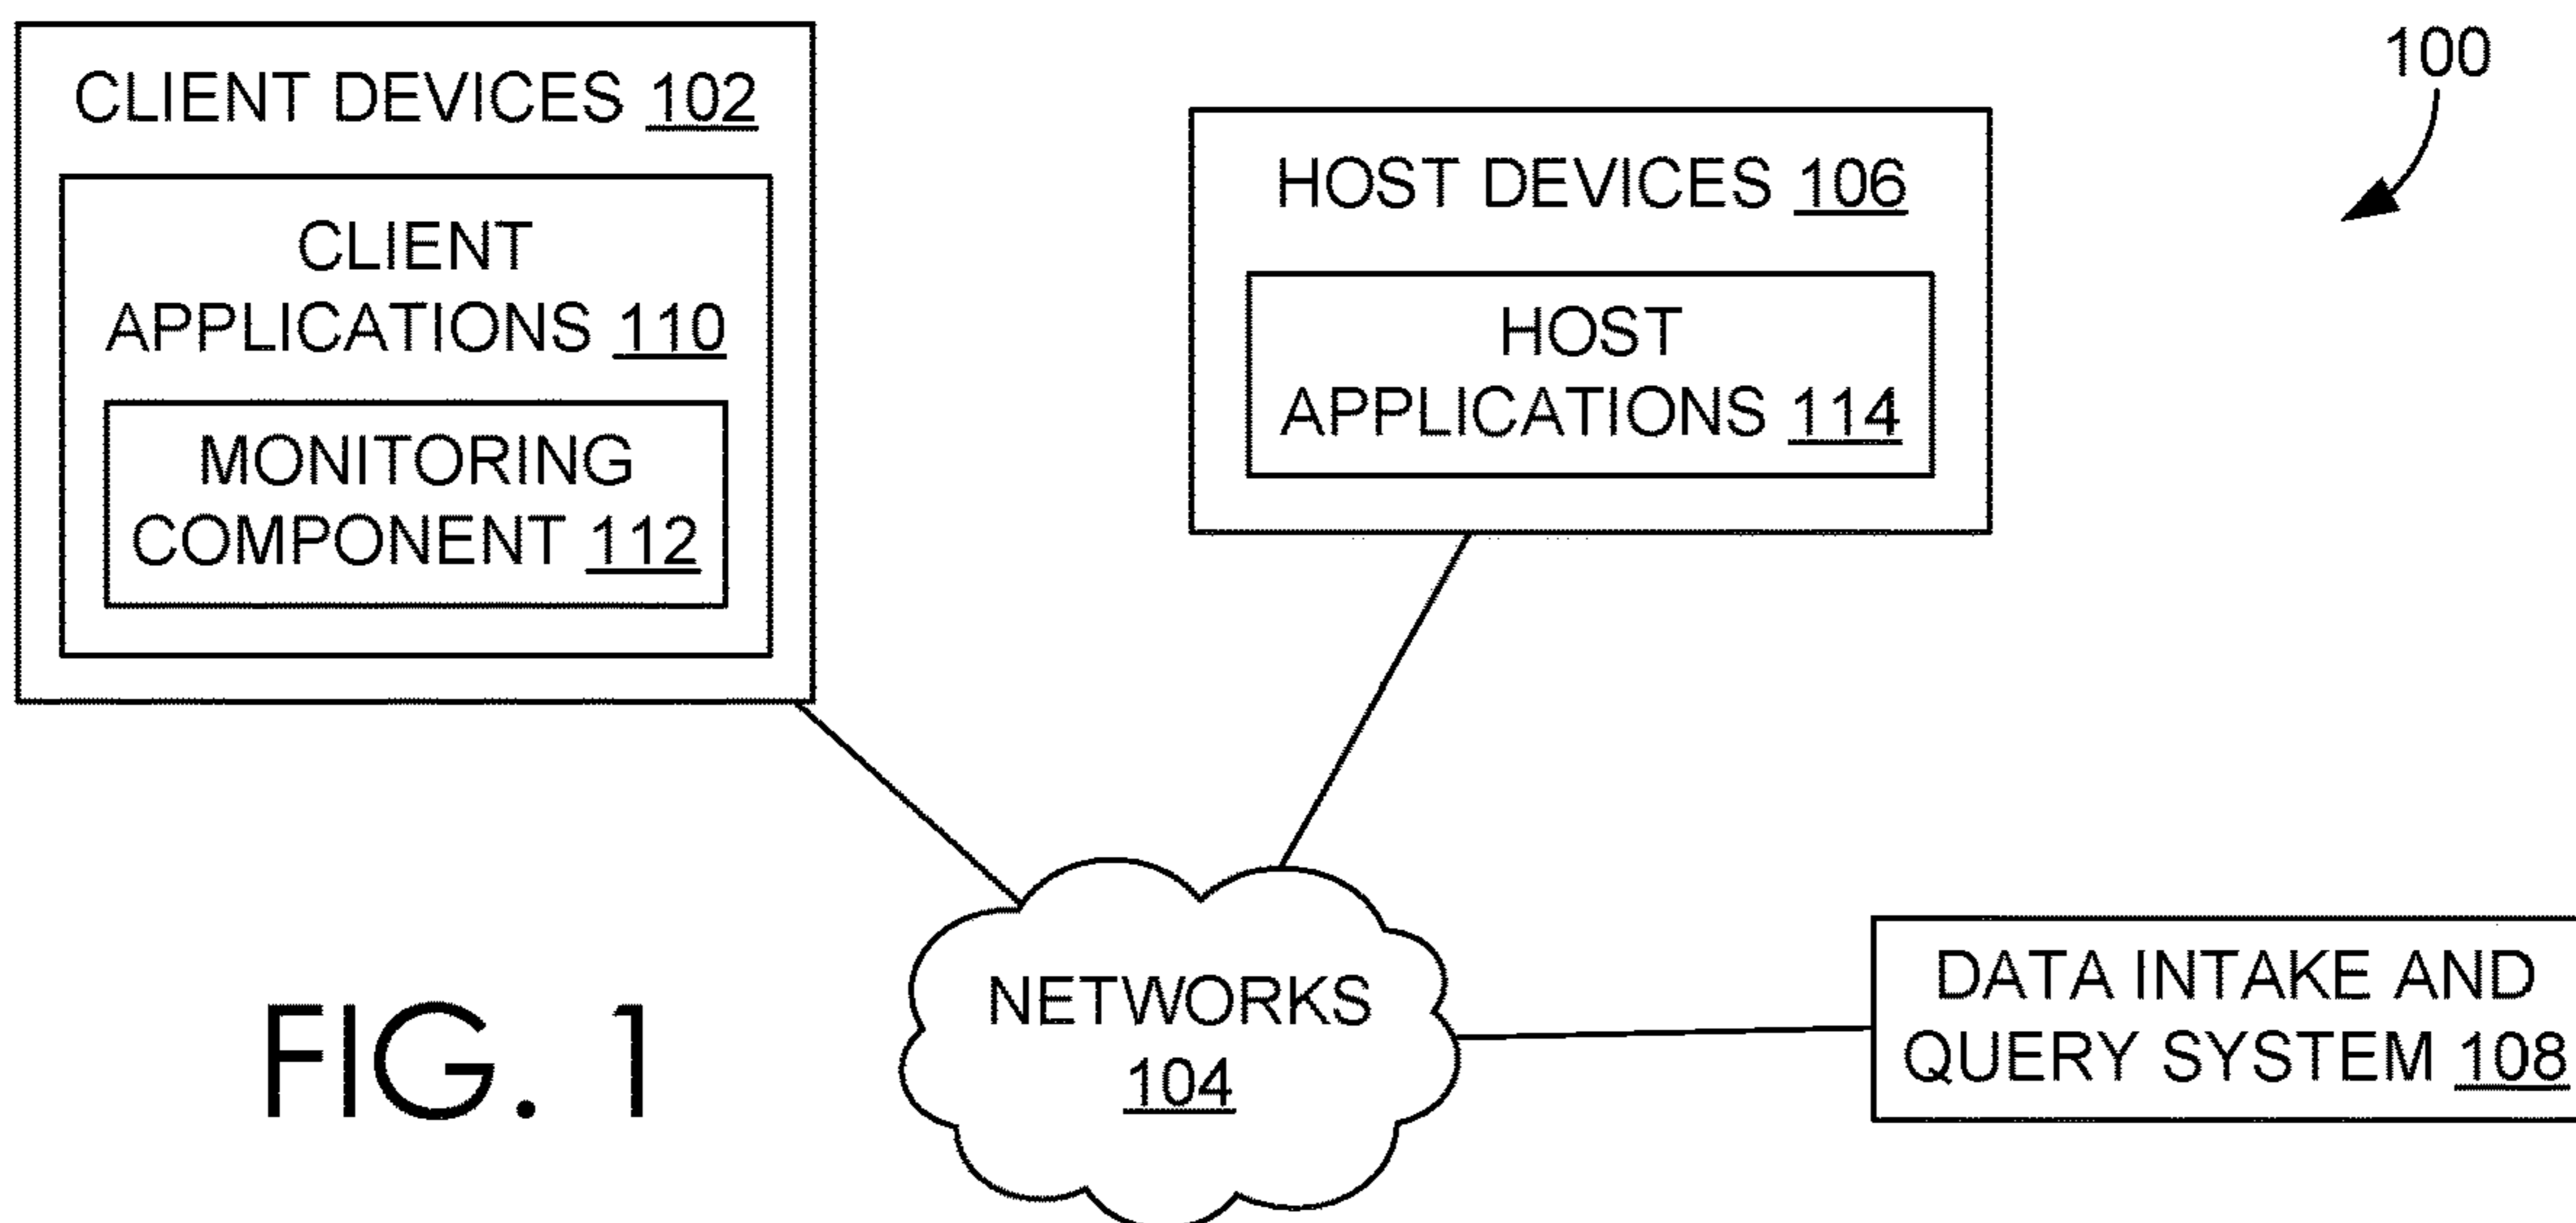 100
CLIENT DEVICES 102
CLIENT
APPLICATIONS 110
MONITORING
COMPONENT 112
HOST DEVICES 106
HOST
APPLICATIONS 114
NETWORKS
104
DATA INTAKE AND
QUERY SYSTEM 108
FIG. 1